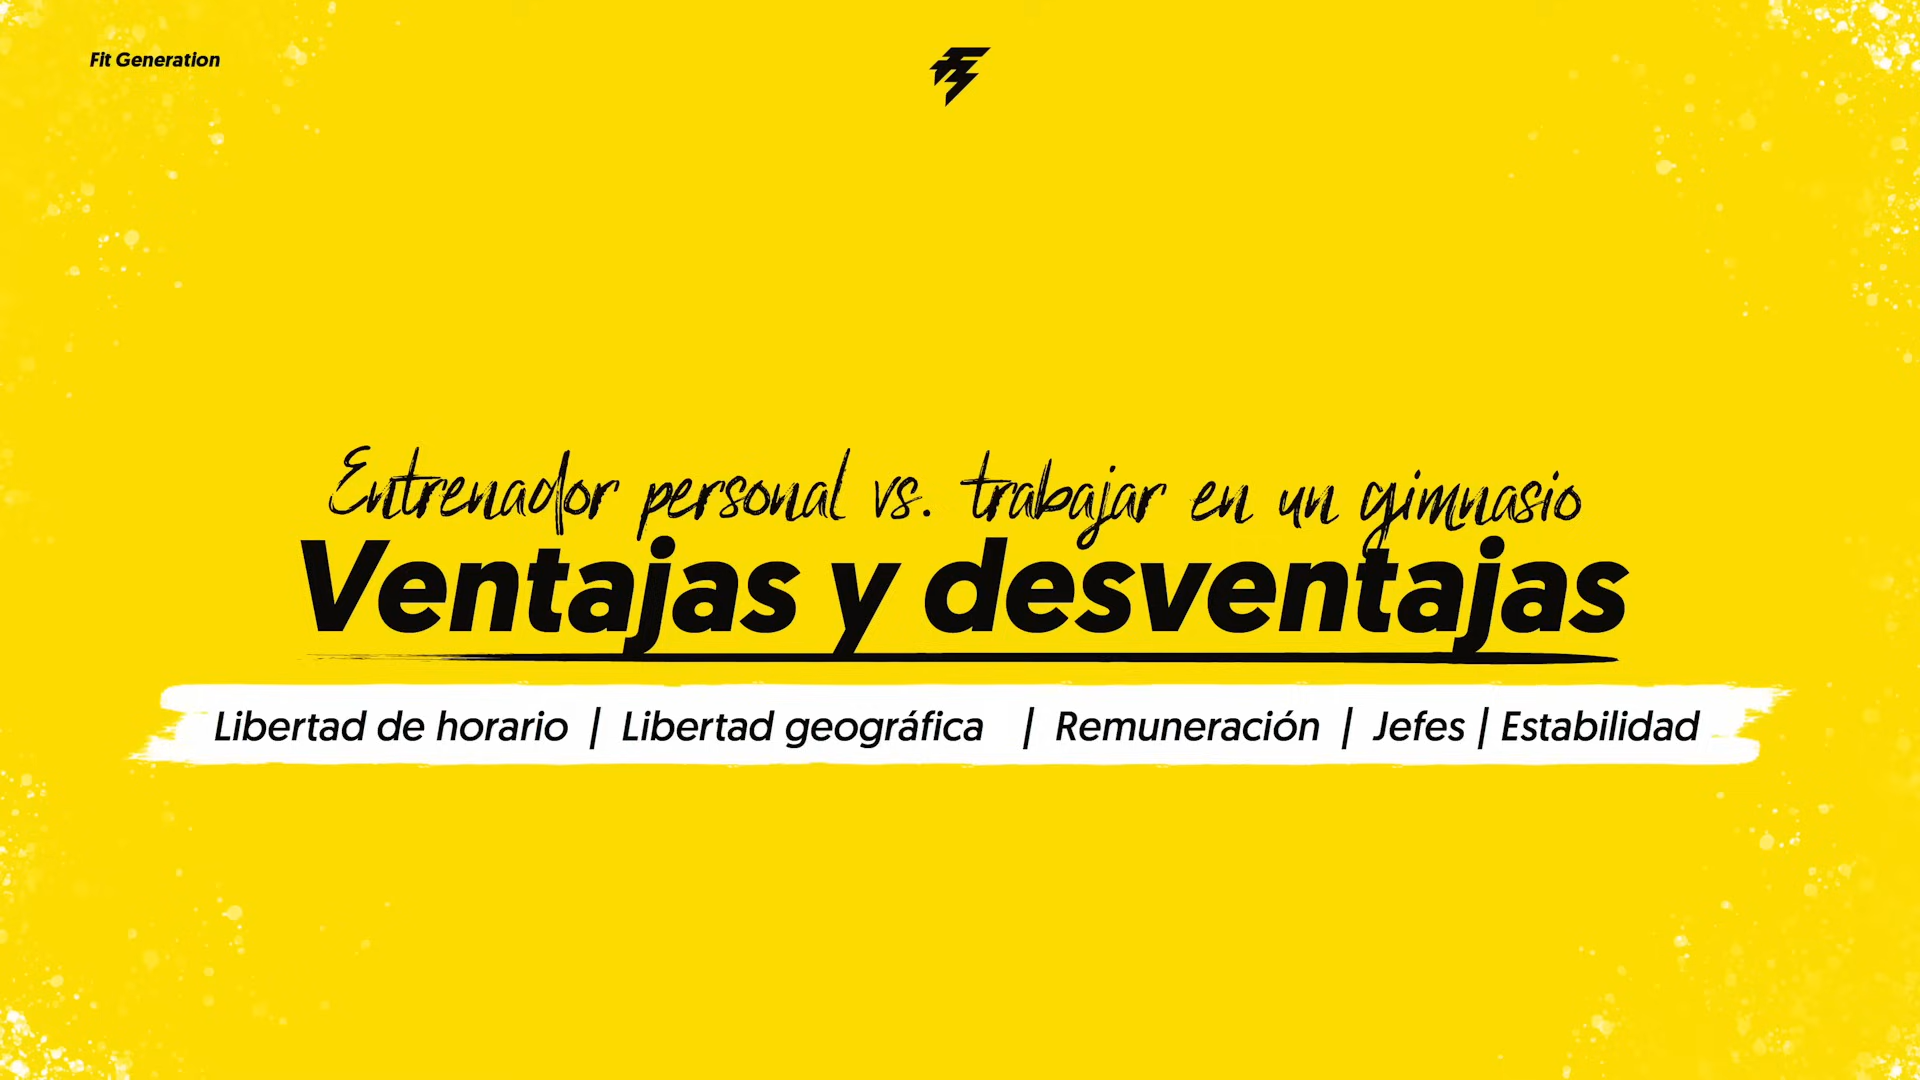 Fit Generation
Entrenador personal vs. trabajar en un gimnasio
Ventajas y desventajas
Libertad de horario | Libertad geográfica | Remuneración | Jefes | Estabilidad